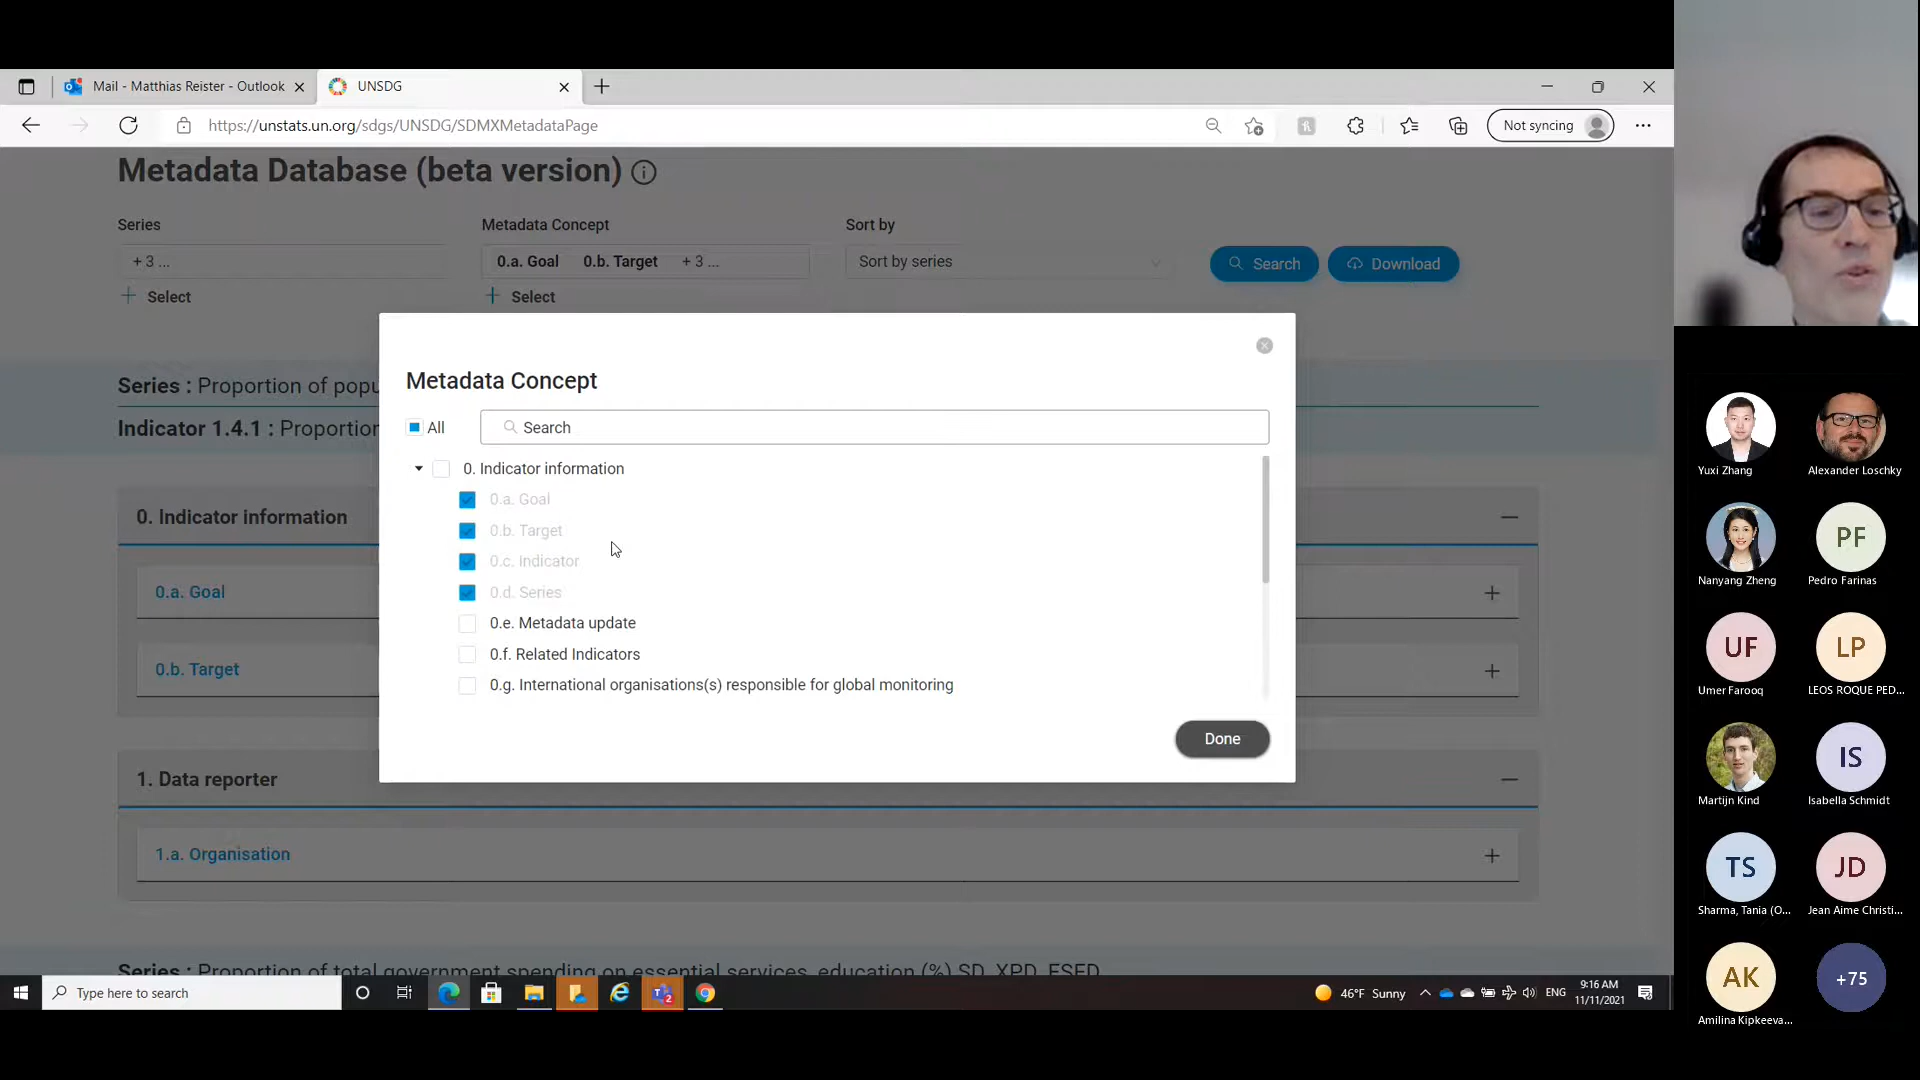 Mail - Matthias Reister - Outlook
UNSDG
https://unstats.un.org/sdgs/UNSDG/SDMXMetadataPage
Not syncing
Metadata Database (beta version)
Series
Metadata Concept
Sort by
+ 3 ...
0.a. Goal 0.b. Target + 3 ...
Sort by series
Search
Download
Select
Select
Series : Proportion of popu
Indicator 1.4.1 : Proportion
0. Indicator information
0.a. Goal
0.b. Target
1. Data reporter
1.a. Organisation
Series : Proportion of total government spending on essential services, education (%) SD_XPD_ESED
Metadata Concept
All
Search
0. Indicator information
0.a. Goal
0.b. Target
0.c. Indicator
0.d. Series
0.e. Metadata update
0.f. Related Indicators
0.g. International organisations(s) responsible for global monitoring
Done
Type here to search
46°F Sunny
ENG
9:16 AM
11/11/2021
Yuxi Zhang
Alexander Loschky
Nanyang Zheng
PF
Pedro Farinas
UF
Umer Farooq
LP
LEOS ROQUE PED...
Martijn Kind
IS
Isabella Schmidt
TS
Sharma, Tania (O...
JD
Jean Aime Christi...
AK
Amilina Kipkeeva...
+75